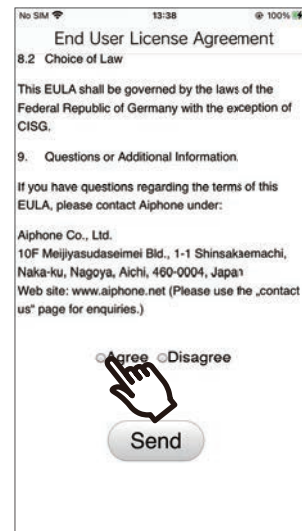 No SIM 13:38 100%
End User License Agreement
8.2 Choice of Law
This EULA shall be governed by the laws of the
Federal Republic of Germany with the exception of
CISG.
9. Questions or Additional Information.
If you have questions regarding the terms of this
EULA, please contact Aiphone under:
Aiphone Co., Ltd.
10F Meijiyasudaseimei Bld., 1-1 Shinsakaemachi,
Naka-ku, Nagoya, Aichi, 460-0004, Japan
Web site: www.aiphone.net (Please use the „contact
us" page for enquiries.)
Agree Disagree
Send